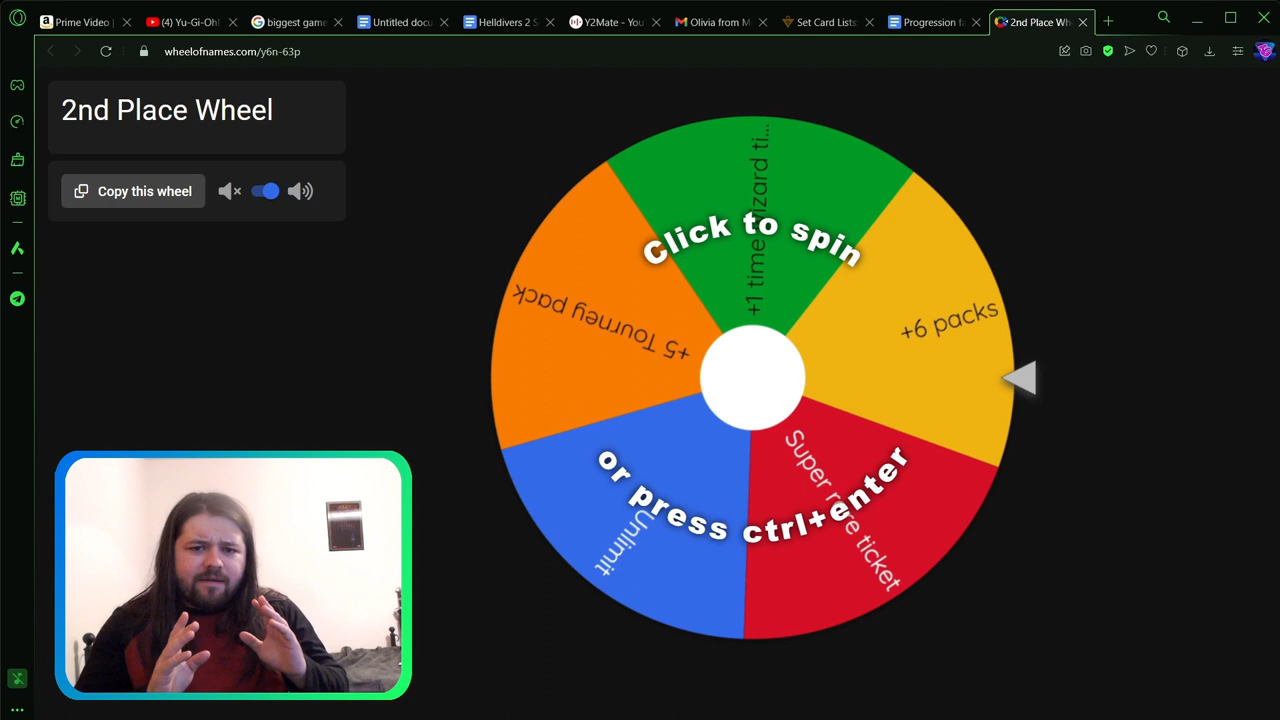 Prime Video |
(4) Yu-Gi-Oh!
biggest game
Untitled docu
Helldivers 2 S
Y2Mate - You
Olivia from M
Set Card Lists
Progression fa
2nd Place Wh
wheelofnames.com/y6n-63p
2nd Place Wheel
Copy this wheel
Click to spin
or press ctrl+enter
+1 time wizard ti...
+6 packs
Super rare ticket
Unlimit
+5 Tourney pack